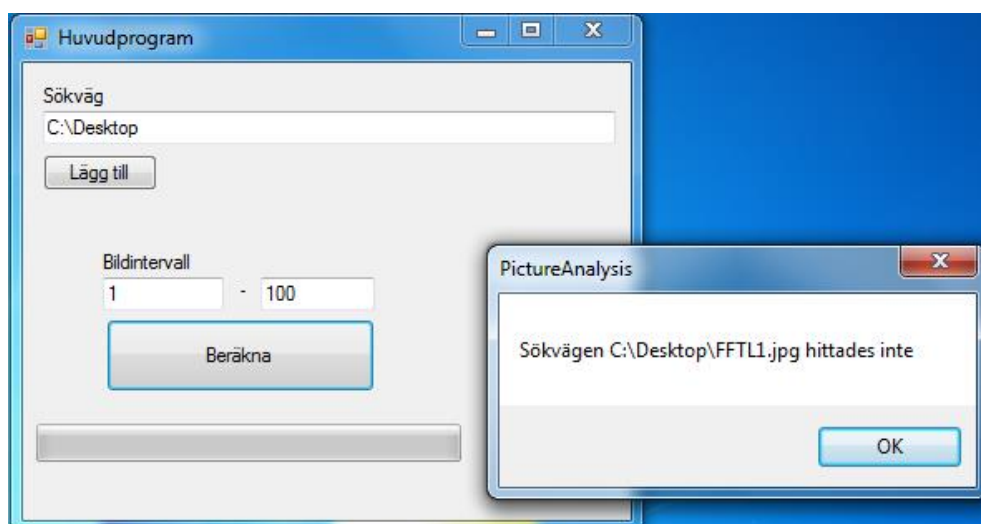 Huvudprogram
Sökväg
C:\Desktop
Lägg till
Bildintervall
1 - 100
Beräkna
PictureAnalysis
Sökvägen C:\Desktop\FFTL1.jpg hittades inte
OK